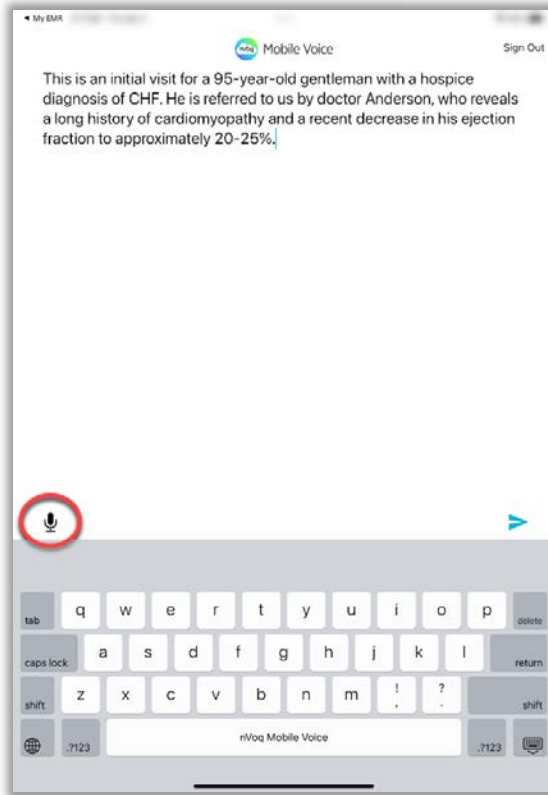 ◀ My EMR
nVoq Mobile Voice Sign Out
This is an initial visit for a 95-year-old gentleman with a hospice
diagnosis of CHF. He is referred to us by doctor Anderson, who reveals
a long history of cardiomyopathy and a recent decrease in his ejection
fraction to approximately 20-25%.
tab q w e r t y u i o p delete
caps lock a s d f g h j k l return
shift z x c v b n m ! , ? . shift
.?123 nVoq Mobile Voice .?123